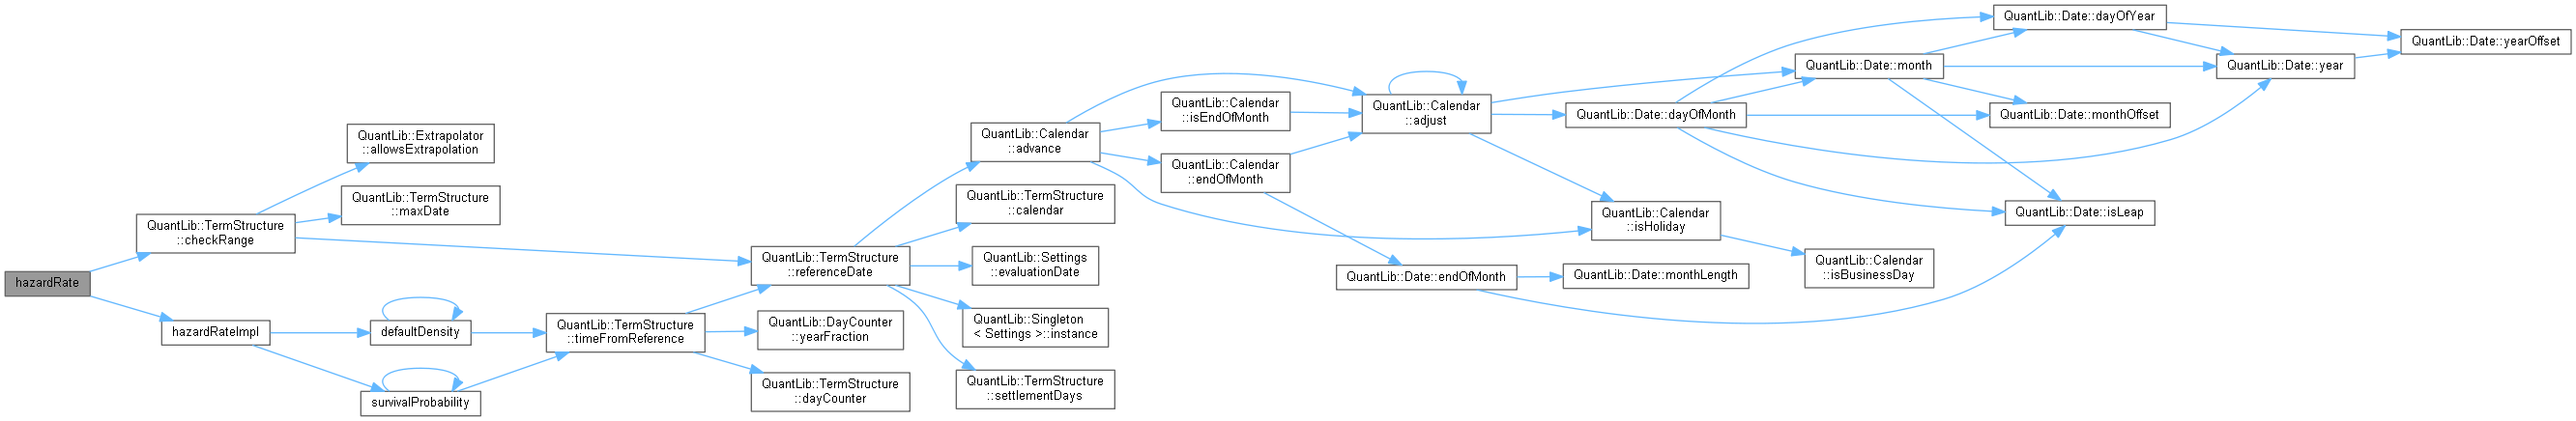 hazardRate
QuantLib::TermStructure
::checkRange
QuantLib::Extrapolator
::allowsExtrapolation
QuantLib::TermStructure
::maxDate
hazardRateImpl
defaultDensity
survivalProbability
QuantLib::TermStructure
::timeFromReference
QuantLib::TermStructure
::referenceDate
QuantLib::DayCounter
::yearFraction
QuantLib::TermStructure
::dayCounter
QuantLib::Calendar
::advance
QuantLib::TermStructure
::calendar
QuantLib::Settings
::evaluationDate
QuantLib::Singleton
< Settings >::instance
QuantLib::TermStructure
::settlementDays
QuantLib::Calendar
::isEndOfMonth
QuantLib::Calendar
::endOfMonth
QuantLib::Calendar
::adjust
QuantLib::Date::endOfMonth
QuantLib::Date::dayOfMonth
QuantLib::Calendar
::isHoliday
QuantLib::Date::monthLength
QuantLib::Date::month
QuantLib::Calendar
::isBusinessDay
QuantLib::Date::dayOfYear
QuantLib::Date::monthOffset
QuantLib::Date::isLeap
QuantLib::Date::year
QuantLib::Date::yearOffset